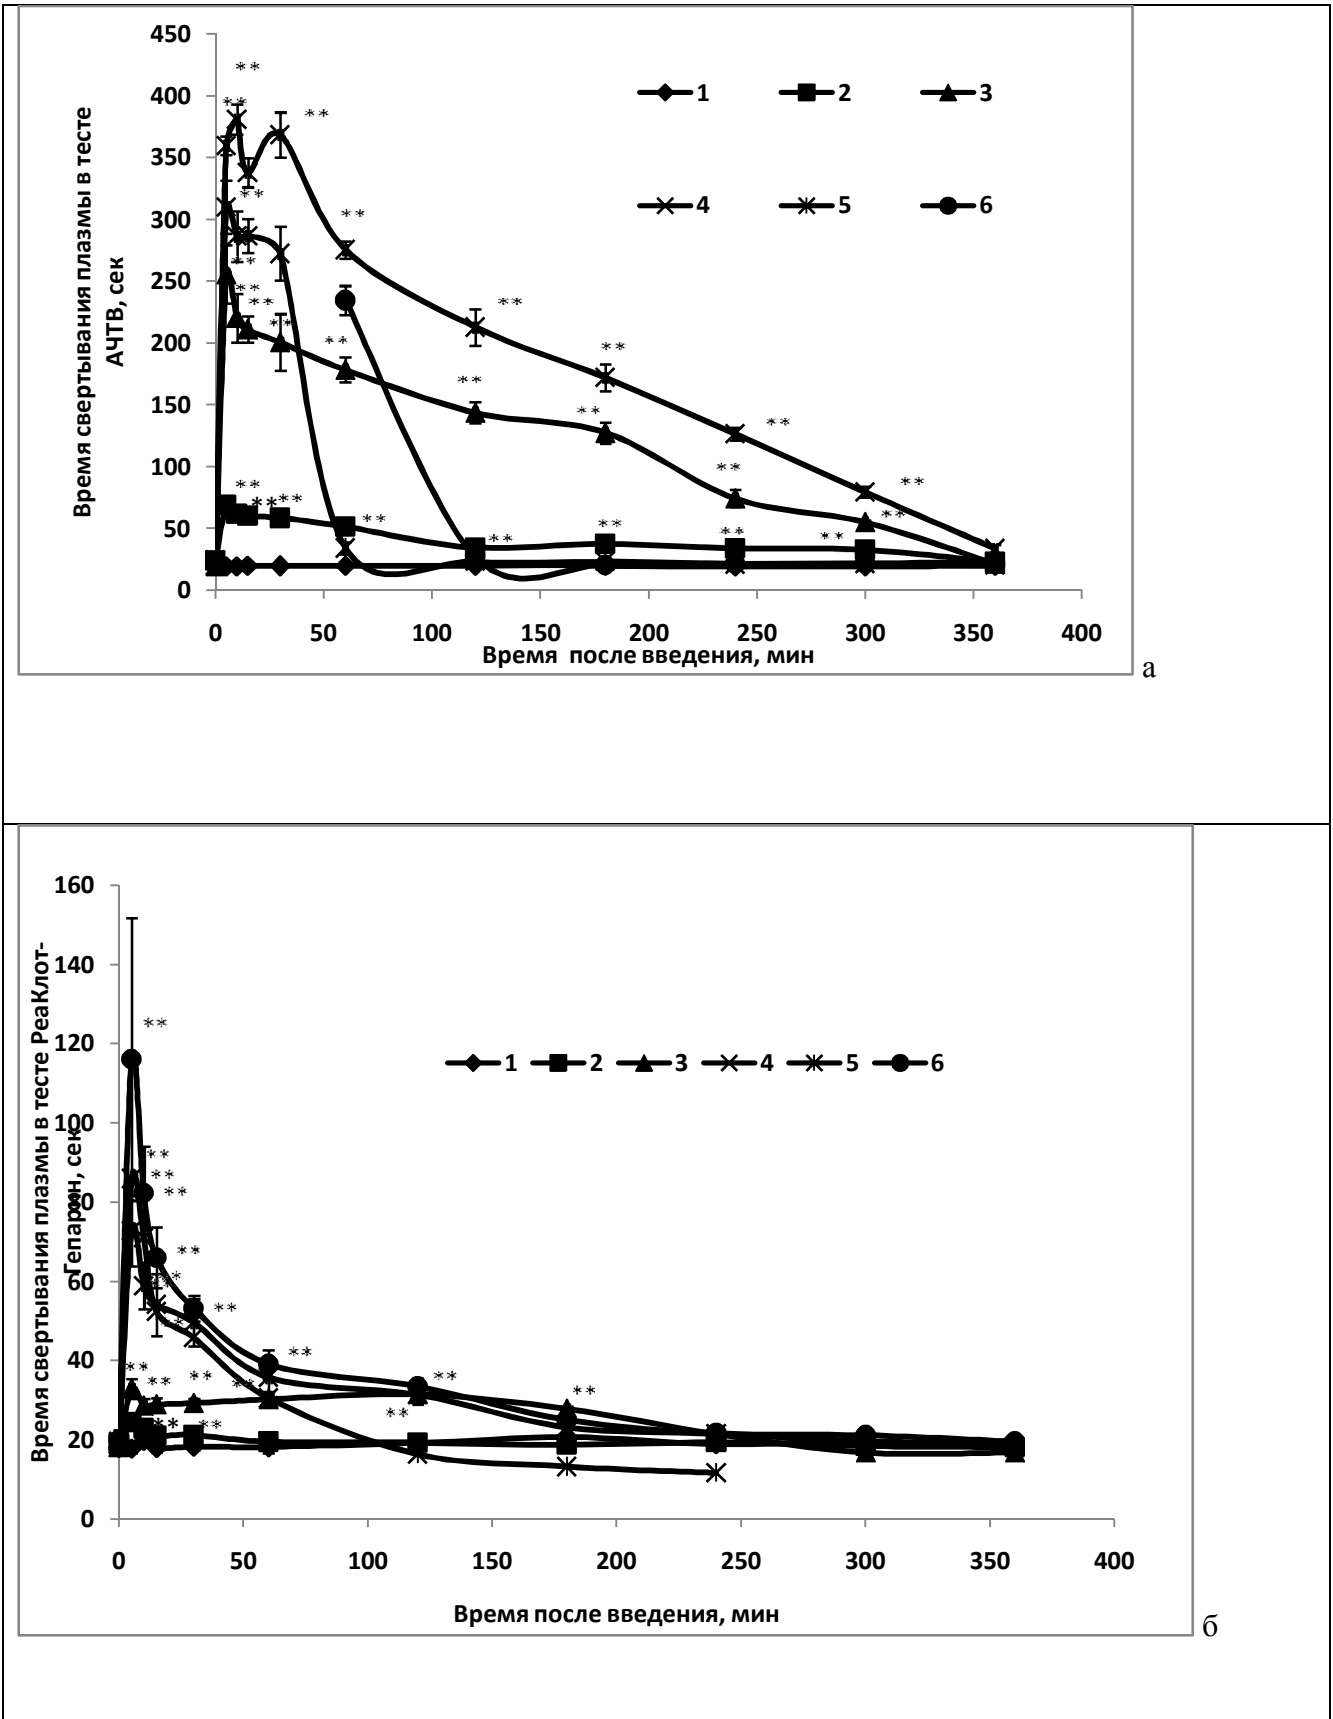 Время свертывания плазмы в тесте
АЧТВ, сек
450
400
350
300
250
200
150
100
50
0
1 2 3
4 5 6
** ** **
** **
** ** ** ** ** ** ** ** ** ** ** **
** ** ** ** ** ** ** ** **
0 50 100 150 200 250 300 350 400
Время после введения, мин
а
Время свертывания плазмы в тесте РеаКлот-
Гепарин, сек
160
140
120
100
80
60
40
20
0
1 2 3 4 5 6
**
**
**
**
**
**
**
** ** ** ** ** ** ** **
** ** **
0 50 100 150 200 250 300 350 400
Время после введения, мин
б